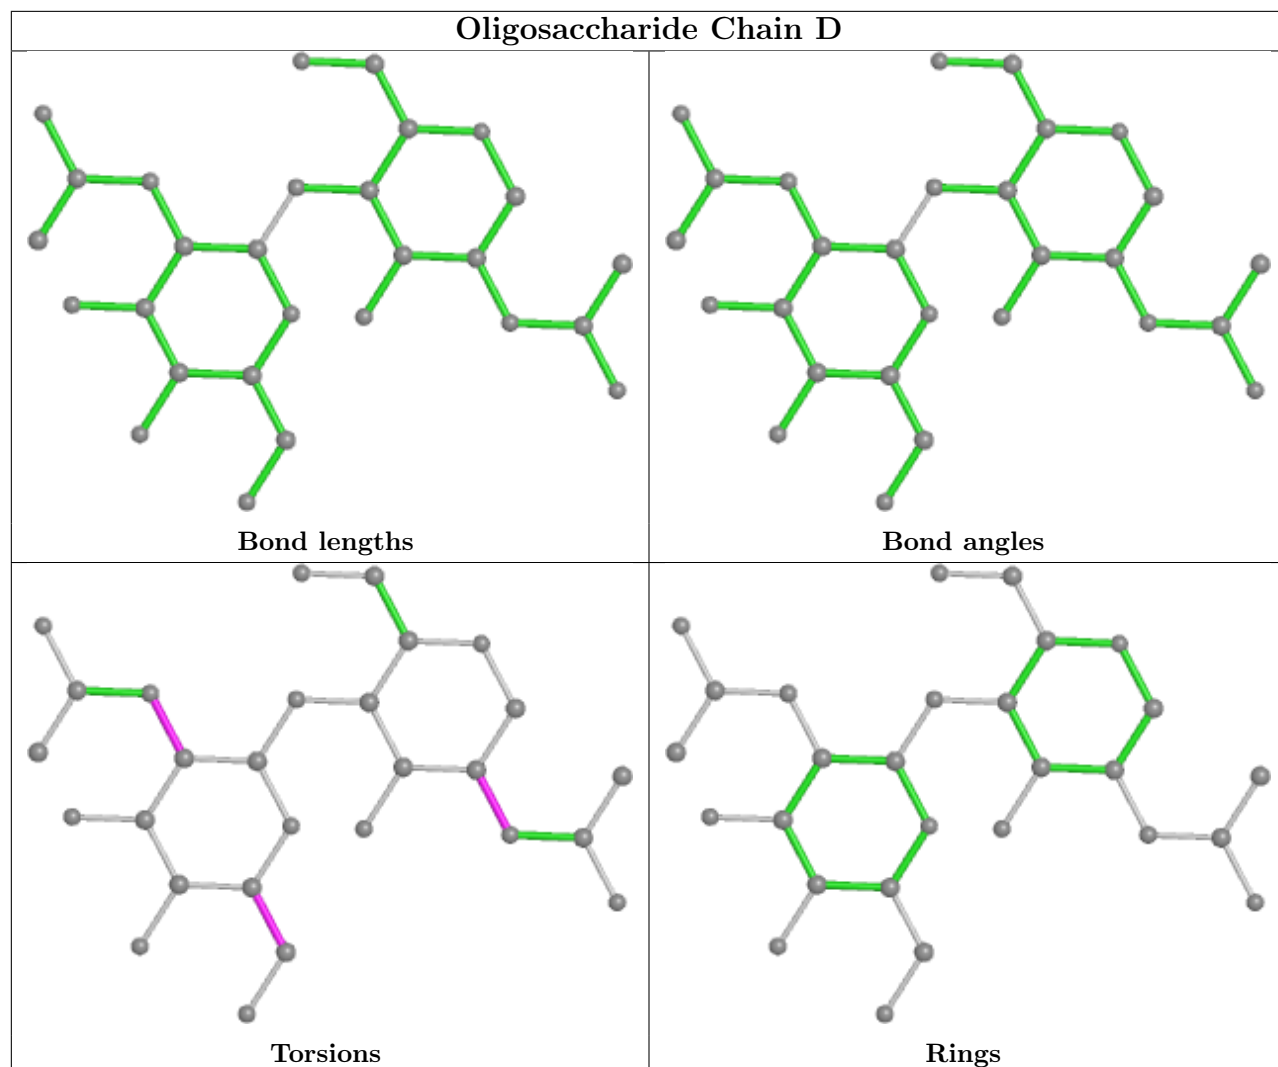 Oligosaccharide Chain D
Bond lengths
Bond angles
Torsions
Rings